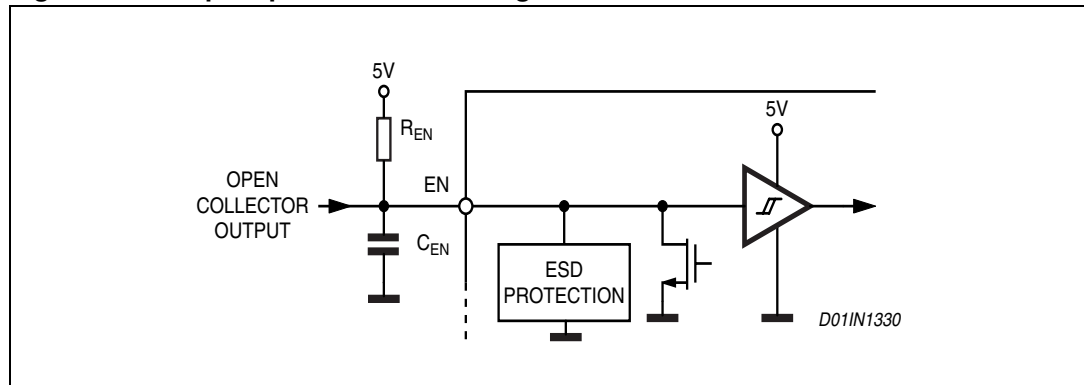 5V
R_EN
OPEN
COLLECTOR
OUTPUT
EN
C_EN
ESD
PROTECTION
5V
D01IN1330